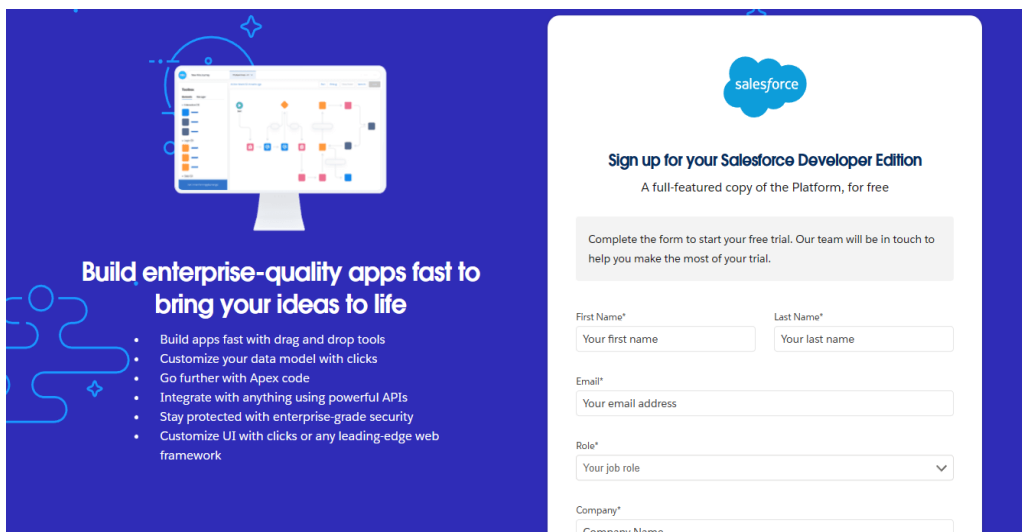 Build enterprise-quality apps fast to
bring your ideas to life
Build apps fast with drag and drop tools
Customize your data model with clicks
Go further with Apex code
Integrate with anything using powerful APIs
Stay protected with enterprise-grade security
Customize UI with clicks or any leading-edge web
framework
salesforce
Sign up for your Salesforce Developer Edition
A full-featured copy of the Platform, for free
Complete the form to start your free trial. Our team will be in touch to
help you make the most of your trial.
First Name* Last Name*
Your first name Your last name
Email*
Your email address
Role*
Your job role
Company*
Company Name